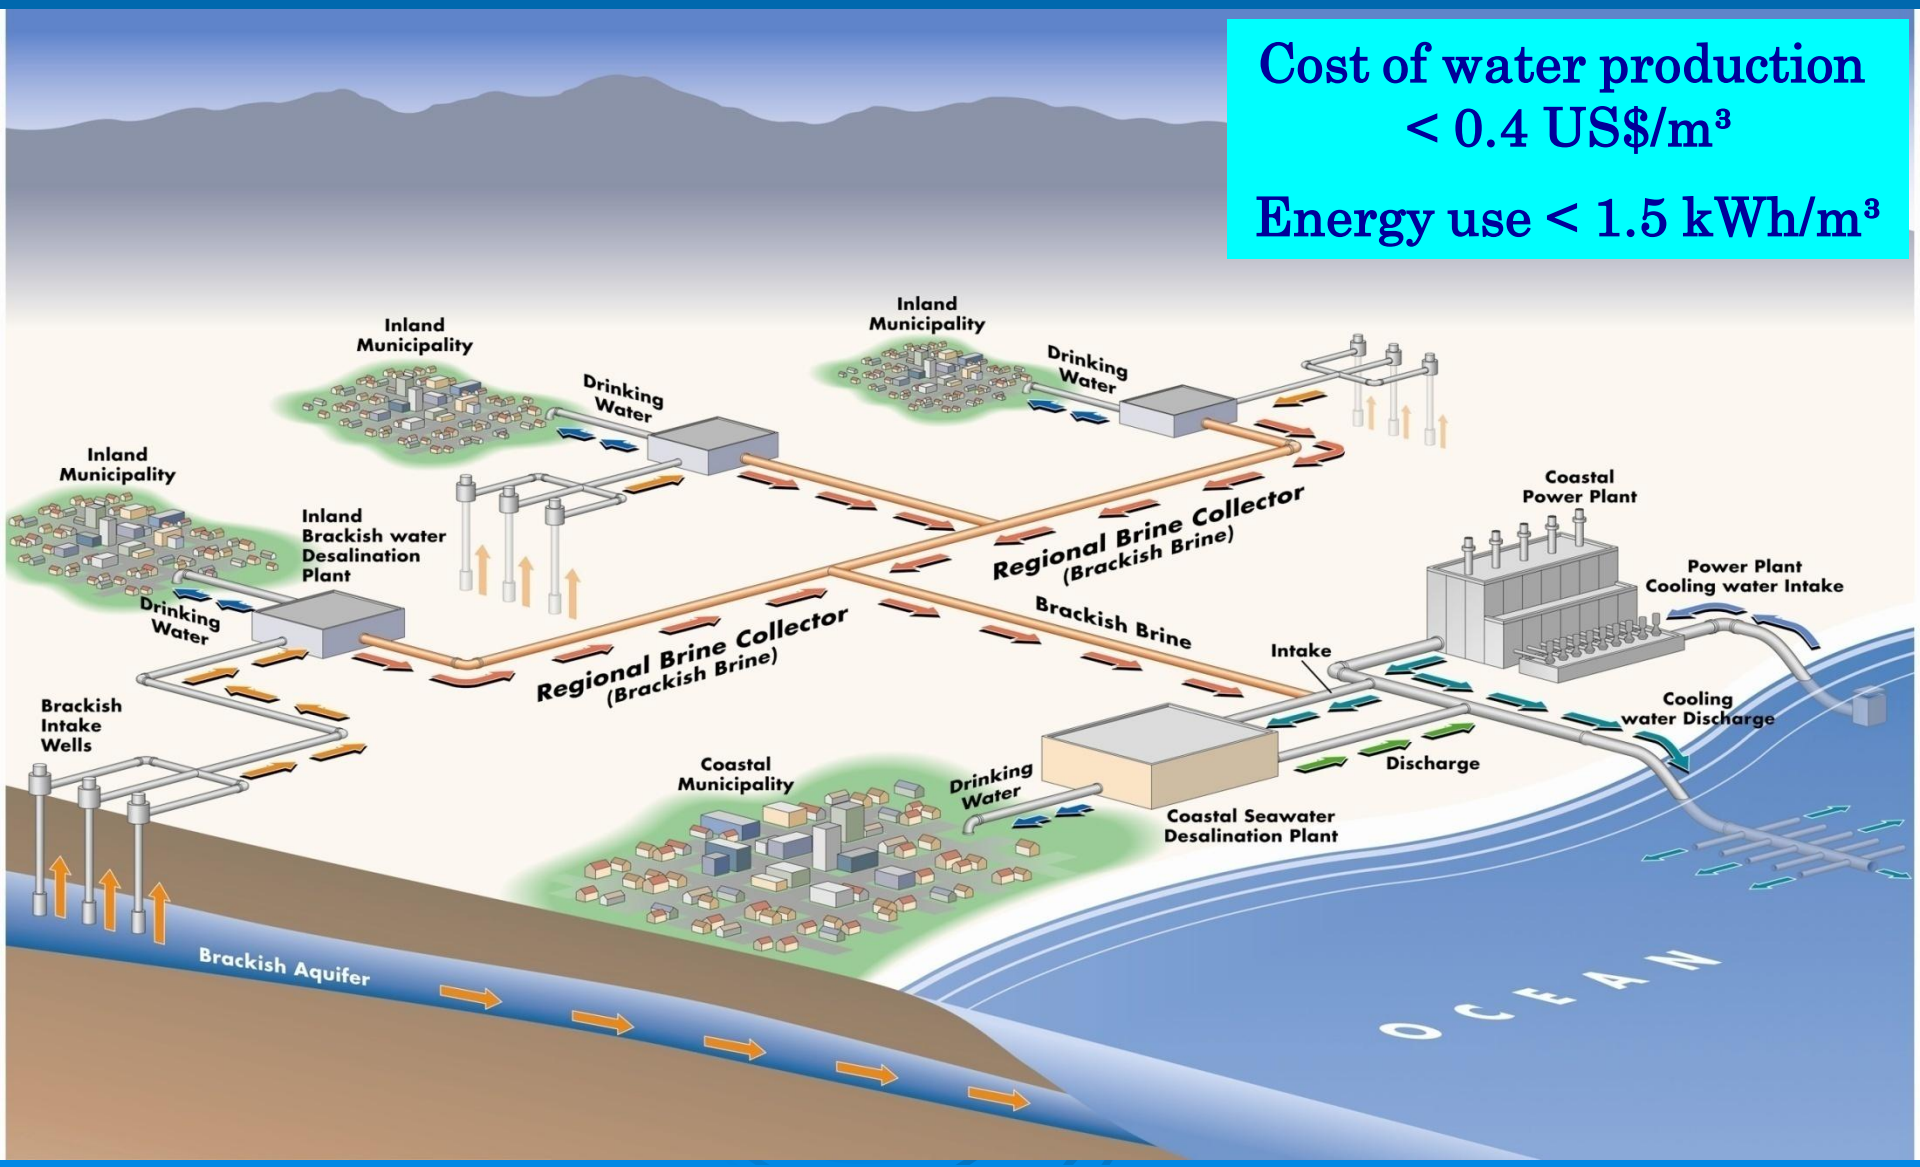 Cost of water production
< 0.4 US$/m³
Energy use < 1.5 kWh/m³
Inland
Municipality
Drinking
Water
Inland
Municipality
Drinking
Water
Inland
Municipality
Inland
Brackish water
Desalination
Plant
Drinking
Water
Regional Brine Collector
(Brackish Brine)
Coastal
Power Plant
Power Plant
Cooling water Intake
Regional Brine Collector
(Brackish Brine)
Brackish Brine
Intake
Cooling
water Discharge
Brackish
Intake
Wells
Coastal
Municipality
Drinking
Water
Discharge
Coastal Seawater
Desalination Plant
Brackish Aquifer
OCEAN